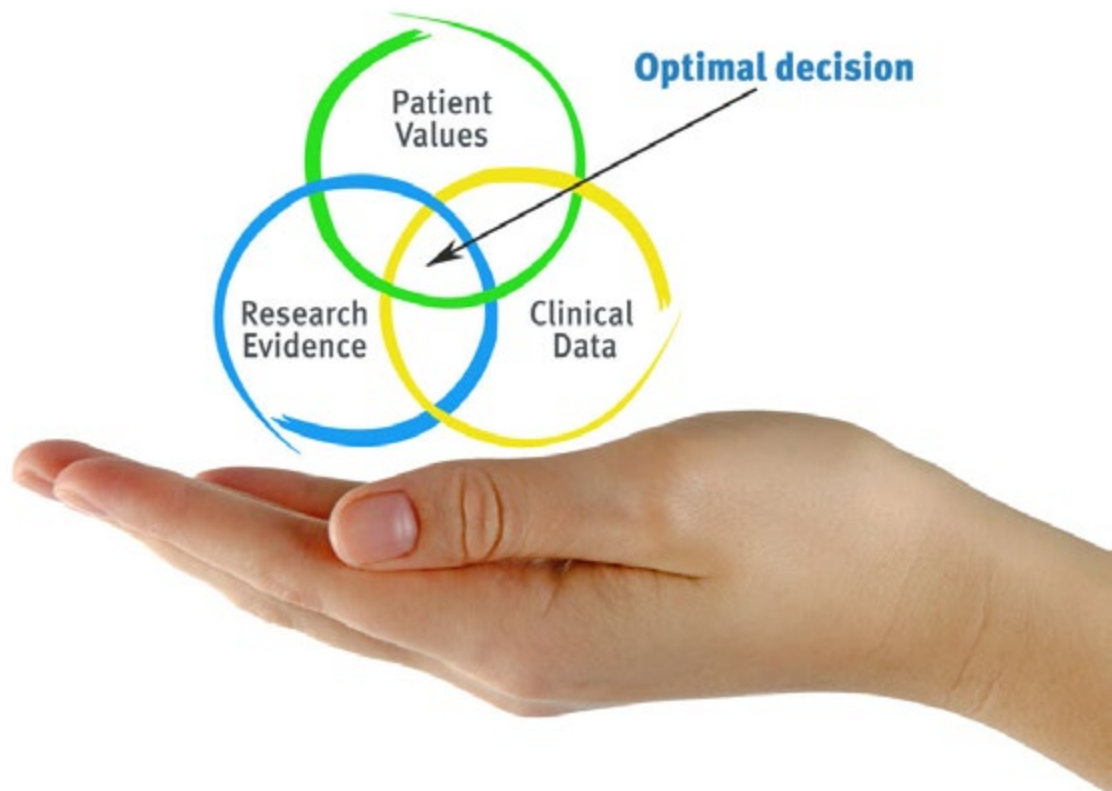 Optimal decision
Patient
Values
Research
Evidence
Clinical
Data